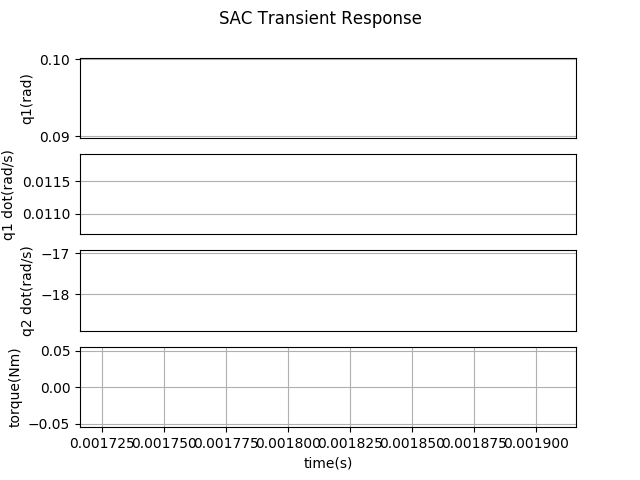 SAC Transient Response
0.10
0.09
q1(rad)
0.0115
0.0110
q1 dot(rad/s)
−17
−18
q2 dot(rad/s)
0.05
0.00
−0.05
torque(Nm)
0.001725 0.001750 0.001775 0.001800 0.001825 0.001850 0.001875 0.001900
time(s)